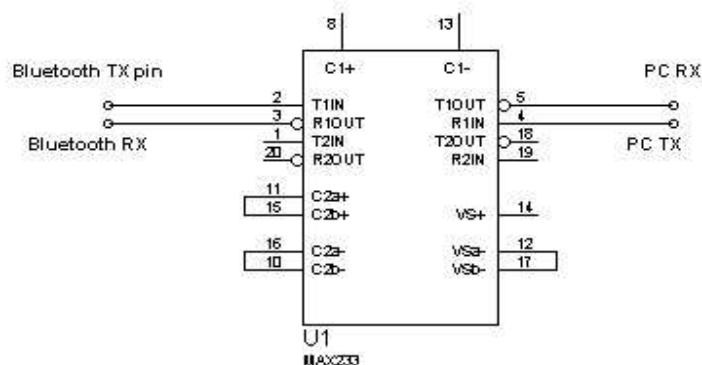 8 13
C1+ C1-
Bluetooth TX pin PC RX
2 T1IN T1OUT 5
3 R1OUT R1IN 4
Bluetooth RX 1 T2IN T2OUT 18 PC TX
20 R2OUT R2IN 19
11 C2a+
15 C2b+ VS+ 14
16 C2a- VSa- 12
10 C2b- VSb- 17
U1
MAX233